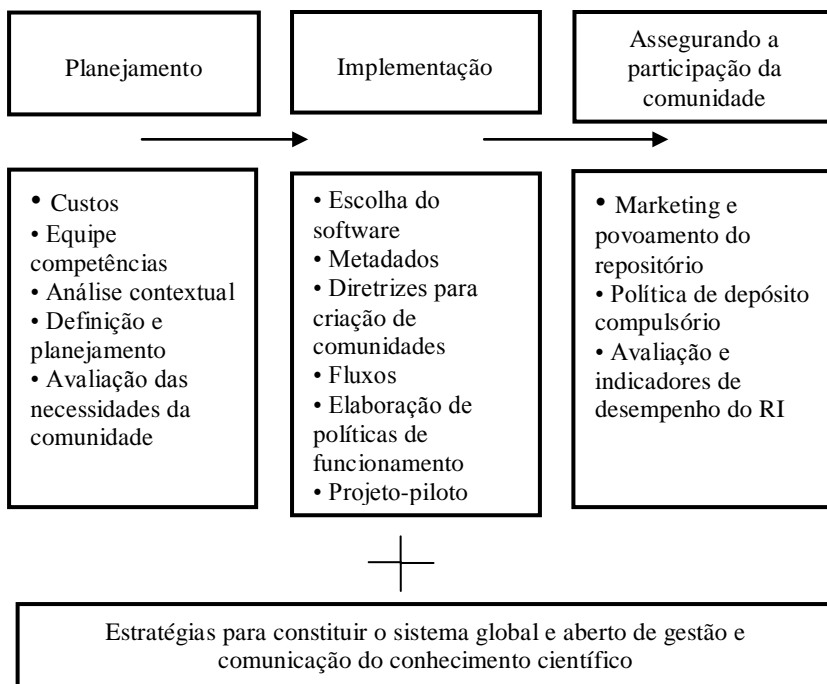 Planejamento
Implementação
Assegurando a
participação da
comunidade
• Custos
• Equipe
competências
• Análise contextual
• Definição e
planejamento
• Avaliação das
necessidades da
comunidade
• Escolha do
software
• Metadados
• Diretrizes para
criação de
comunidades
• Fluxos
• Elaboração de
políticas de
funcionamento
• Projeto-piloto
• Marketing e
povoamento do
repositório
• Política de depósito
compulsório
• Avaliação e
indicadores de
desempenho do RI
Estratégias para constituir o sistema global e aberto de gestão e
comunicação do conhecimento científico